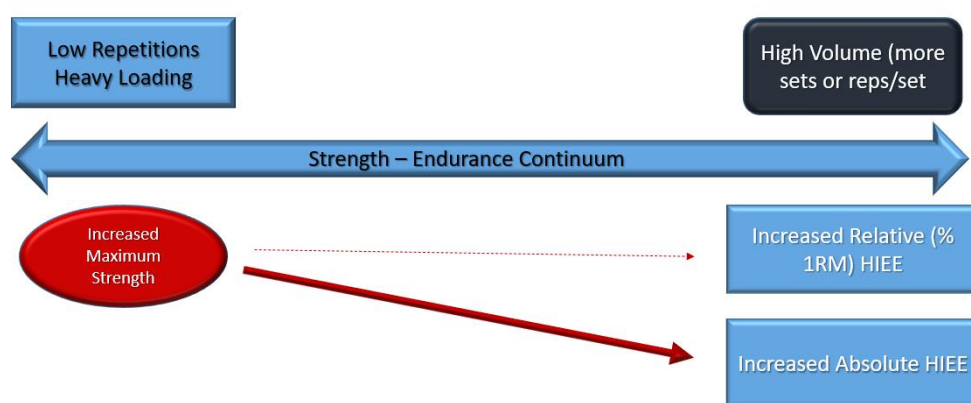 Low Repetitions
Heavy Loading
High Volume (more
sets or reps/set
Strength – Endurance Continuum
Increased
Maximum
Strength
Increased Relative (%
1RM) HIEE
Increased Absolute HIEE